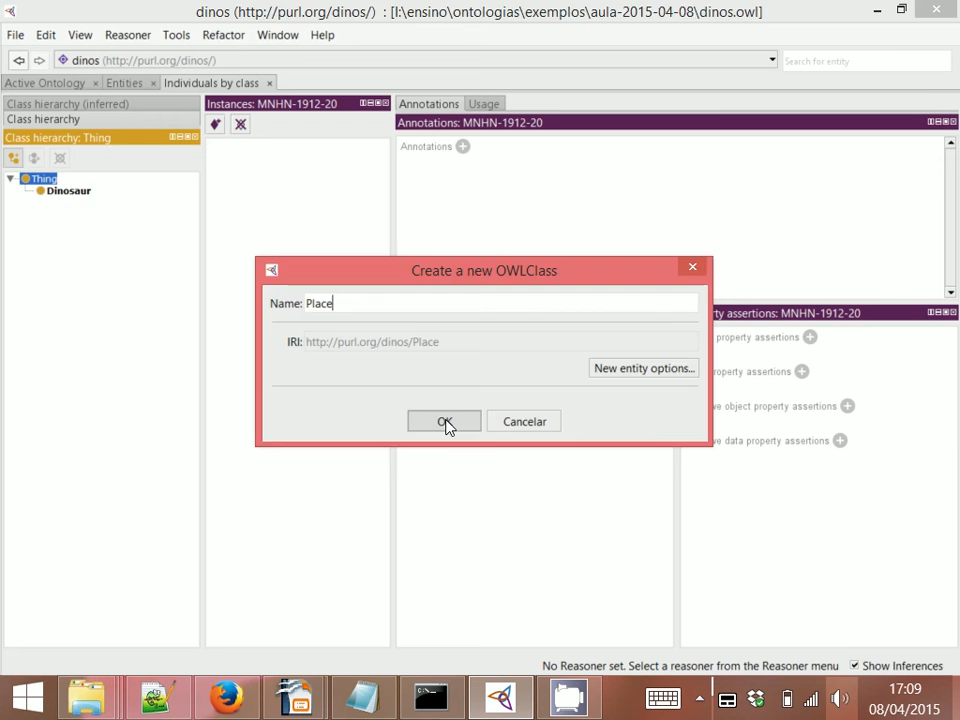 dinos (http://purl.org/dinos/) : [I:\ensino\ontologias\exemplos\aula-2015-04-08\dinos.owl]
File Edit View Reasoner Tools Refactor Window Help
dinos (http://purl.org/dinos/)
Search for entity
Active Ontology × Entities × Individuals by class ×
Class hierarchy (inferred)
Class hierarchy
Class hierarchy: Thing
Thing
Dinosaur
Instances: MNHN-1912-20
Annotations Usage
Annotations: MNHN-1912-20
Annotations
Create a new OWLClass
Name: Place
IRI: http://purl.org/dinos/Place
New entity options...
OK Cancelar
ty assertions: MNHN-1912-20
property assertions
roperty assertions
ve object property assertions
ve data property assertions
No Reasoner set. Select a reasoner from the Reasoner menu Show Inferences
17:09
08/04/2015